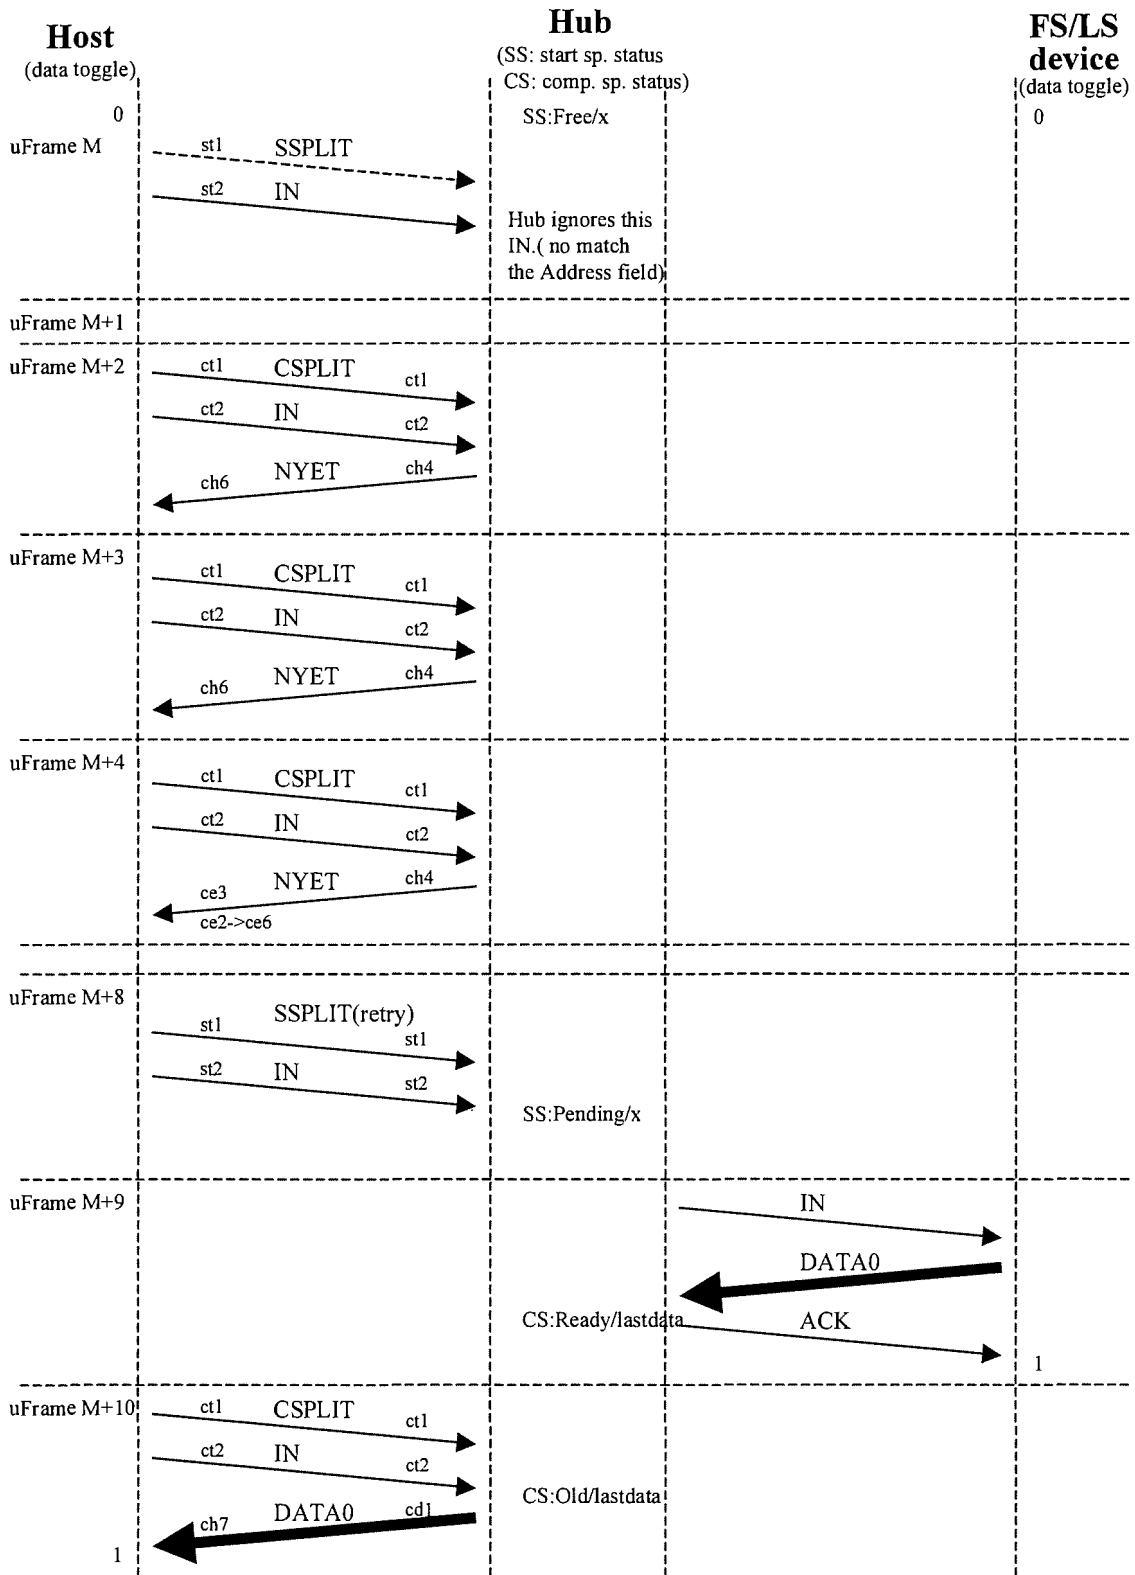 Host
(data toggle)
Hub
(SS: start sp. status
CS: comp. sp. status)
FS/LS
device
(data toggle)
0
SS:Free/x
0
uFrame M
st1 SSPLIT
st2 IN
Hub ignores this
IN.( no match
the Address field)
uFrame M+1
uFrame M+2
ct1 CSPLIT ct1
ct2 IN ct2
ch6 NYET ch4
uFrame M+3
ct1 CSPLIT ct1
ct2 IN ct2
ch6 NYET ch4
uFrame M+4
ct1 CSPLIT ct1
ct2 IN ct2
ce3 NYET ch4
ce2->ce6
uFrame M+8
SSPLIT(retry)
st1 st1
st2 IN st2
SS:Pending/x
uFrame M+9
IN
DATA0
CS:Ready/lastdata
ACK
1
uFrame M+10
ct1 CSPLIT ct1
ct2 IN ct2
CS:Old/lastdata
ch7 DATA0 cd1
1